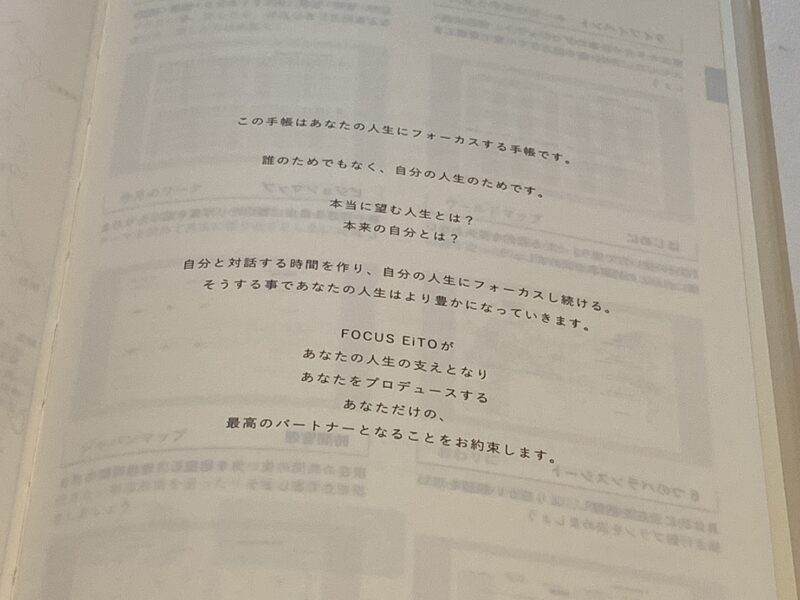 この手帳はあなたの人生にフォーカスする手帳です。
誰のためでもなく、自分の人生のためです。
本当に望む人生とは？
本来の自分とは？
自分と対話する時間を作り、自分の人生にフォーカスし続ける。
そうする事であなたの人生はより豊かになっていきます。
FOCUS EiTOが
あなたの人生の支えとなり
あなたをプロデュースする
あなただけの、
最高のパートナーとなることをお約束します。